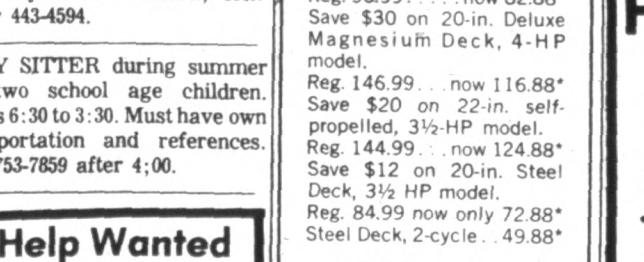 443-4594.
SITTER during summer
two school age children.
6:30 to 3:30. Must have own
and references.
753-7859 after 4;00.
Help Wanted
Save $30 on 20-in. Deluxe
Magnesium Deck, 4-HP
model.
Reg. 146.99. . .now 116.88*
Save $20 on 22-in. self-
propelled, 3½-HP model.
Reg. 144.99. . .now 124.88*
Save $12 on 20-in. Steel
Deck, 3½ HP model.
Reg. 84.99 now only 72.88*
Steel Deck, 2-cycle. . .49.88*